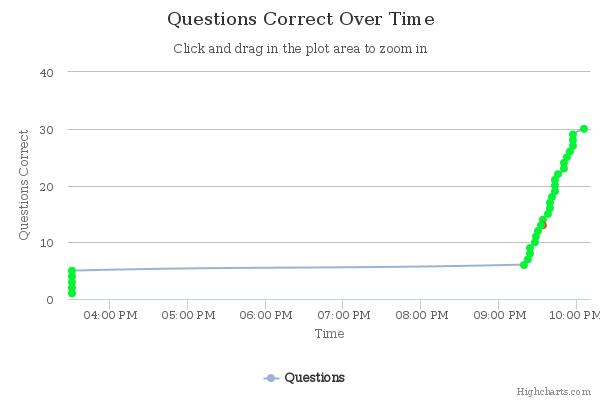 Questions Correct Over Time
Click and drag in the plot area to zoom in
Questions Correct
40
30
20
10
0
04:00 PM 05:00 PM 06:00 PM 07:00 PM 08:00 PM 09:00 PM 10:00 PM
Time
Questions
Highcharts.com